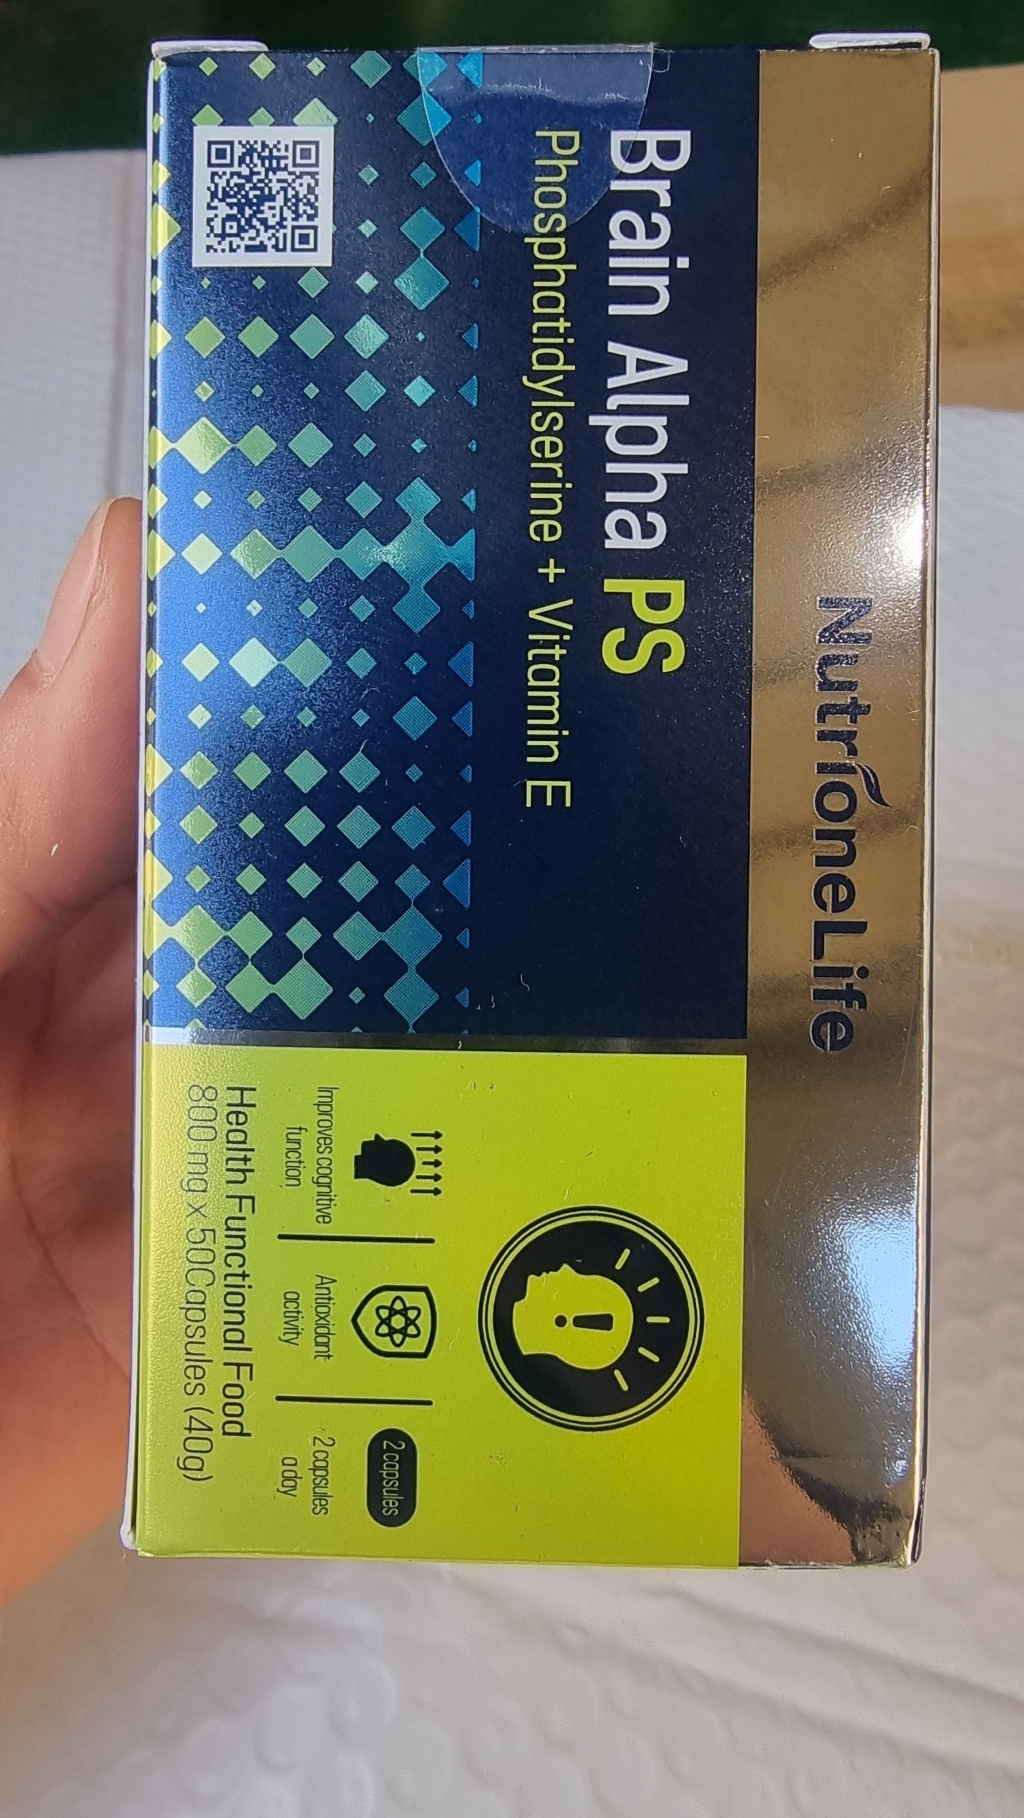 NutrioneLife
Brain Alpha PS
Phosphatidylserine + Vitamin E
Improves cognitive
function
Antioxidant
activity
2 capsules
2 capsules
a day
Health Functional Food
800 mg x 50Capsules (40g)